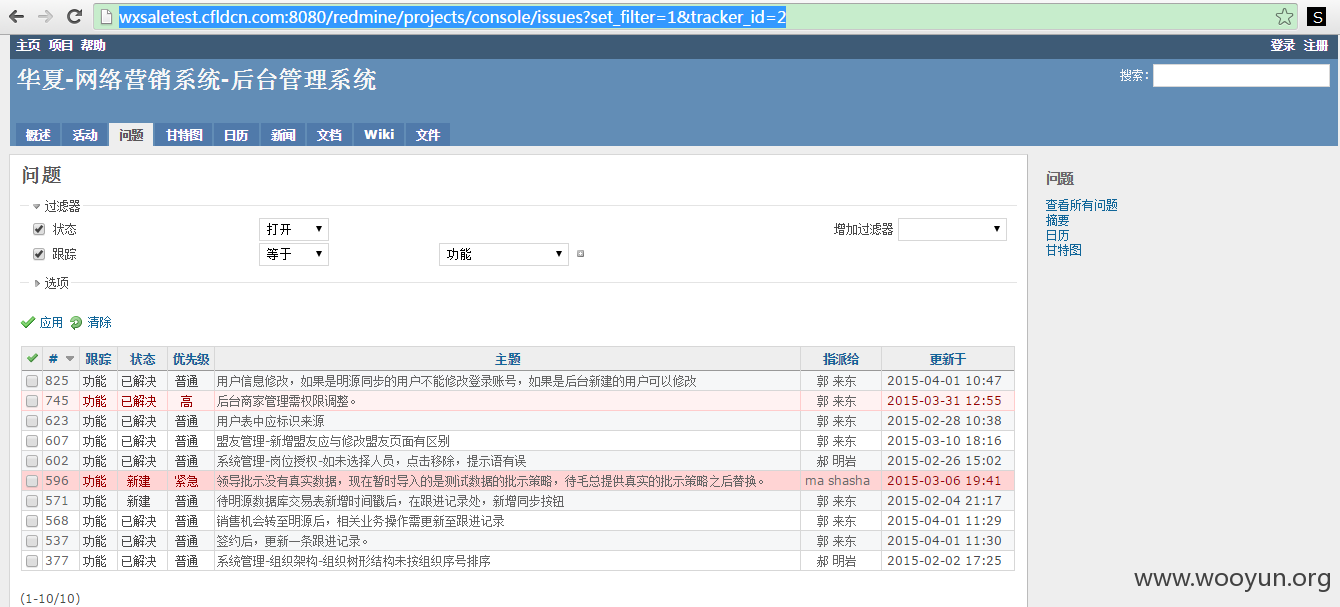 wxsaletest.cfldcn.com:8080/redmine/projects/console/issues?set_filter=1&tracker_id=2
S
主页 项目 帮助 登录 注册
华夏-网络营销系统-后台管理系统 搜索:
概述 活动 问题 甘特图 日历 新闻 文档 Wiki 文件
问题
过滤器
状态 打开 增加过滤器
跟踪 等于 功能
选项
应用 清除
# 跟踪 状态 优先级 主题 指派给 更新于
825 功能 已解决 普通 用户信息修改，如果是明源同步的用户不能修改登录账号，如果是后台新建的用户可以修改 郭 来东 2015-04-01 10:47
745 功能 已解决 高 后台商家管理需权限调整。 郭 来东 2015-03-31 12:55
623 功能 已解决 普通 用户表中应标识来源 郭 来东 2015-02-28 10:38
607 功能 已解决 普通 盟友管理-新增盟友应与修改盟友页面有区别 郭 来东 2015-03-10 18:16
602 功能 已解决 普通 系统管理-岗位授权-如未选择人员，点击移除，提示语有误 郝 明岩 2015-02-26 15:02
596 功能 新建 紧急 领导批示没有真实数据，现在暂时导入的是测试数据的批示策略，待毛总提供真实的批示策略之后替换。 ma shasha 2015-03-06 19:41
571 功能 新建 普通 待明源数据库交易表新增时间戳后，在跟进记录处，新增同步按钮 郭 来东 2015-02-04 21:17
568 功能 已解决 普通 销售机会转至明源后，相关业务操作需更新至跟进记录 郭 来东 2015-04-01 11:29
537 功能 已解决 普通 签约后，更新一条跟进记录。 郭 来东 2015-04-01 11:30
377 功能 已解决 普通 系统管理-组织架构-组织树形结构未按组织序号排序 郝 明岩 2015-02-02 17:25
(1-10/10)
问题
查看所有问题
摘要
日历
甘特图
www.wooyun.org